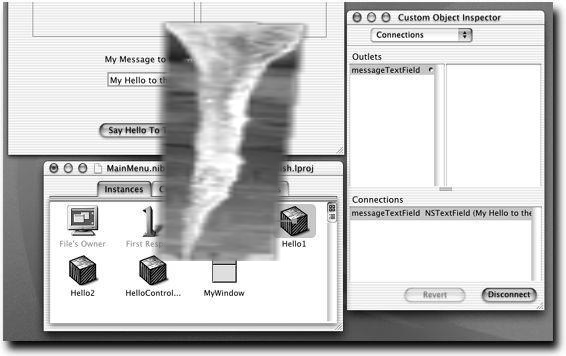 My Message to
My Hello to th
Say Hello To
MainMenu.nib
sh.lproj
Instances
File's Owner
First Resp
Hello1
Hello2
HelloControl...
MyWindow
Custom Object Inspector
Connections
Outlets
messageTextField
Connections
messageTextField NSTextField (My Hello to the
Revert
Disconnect